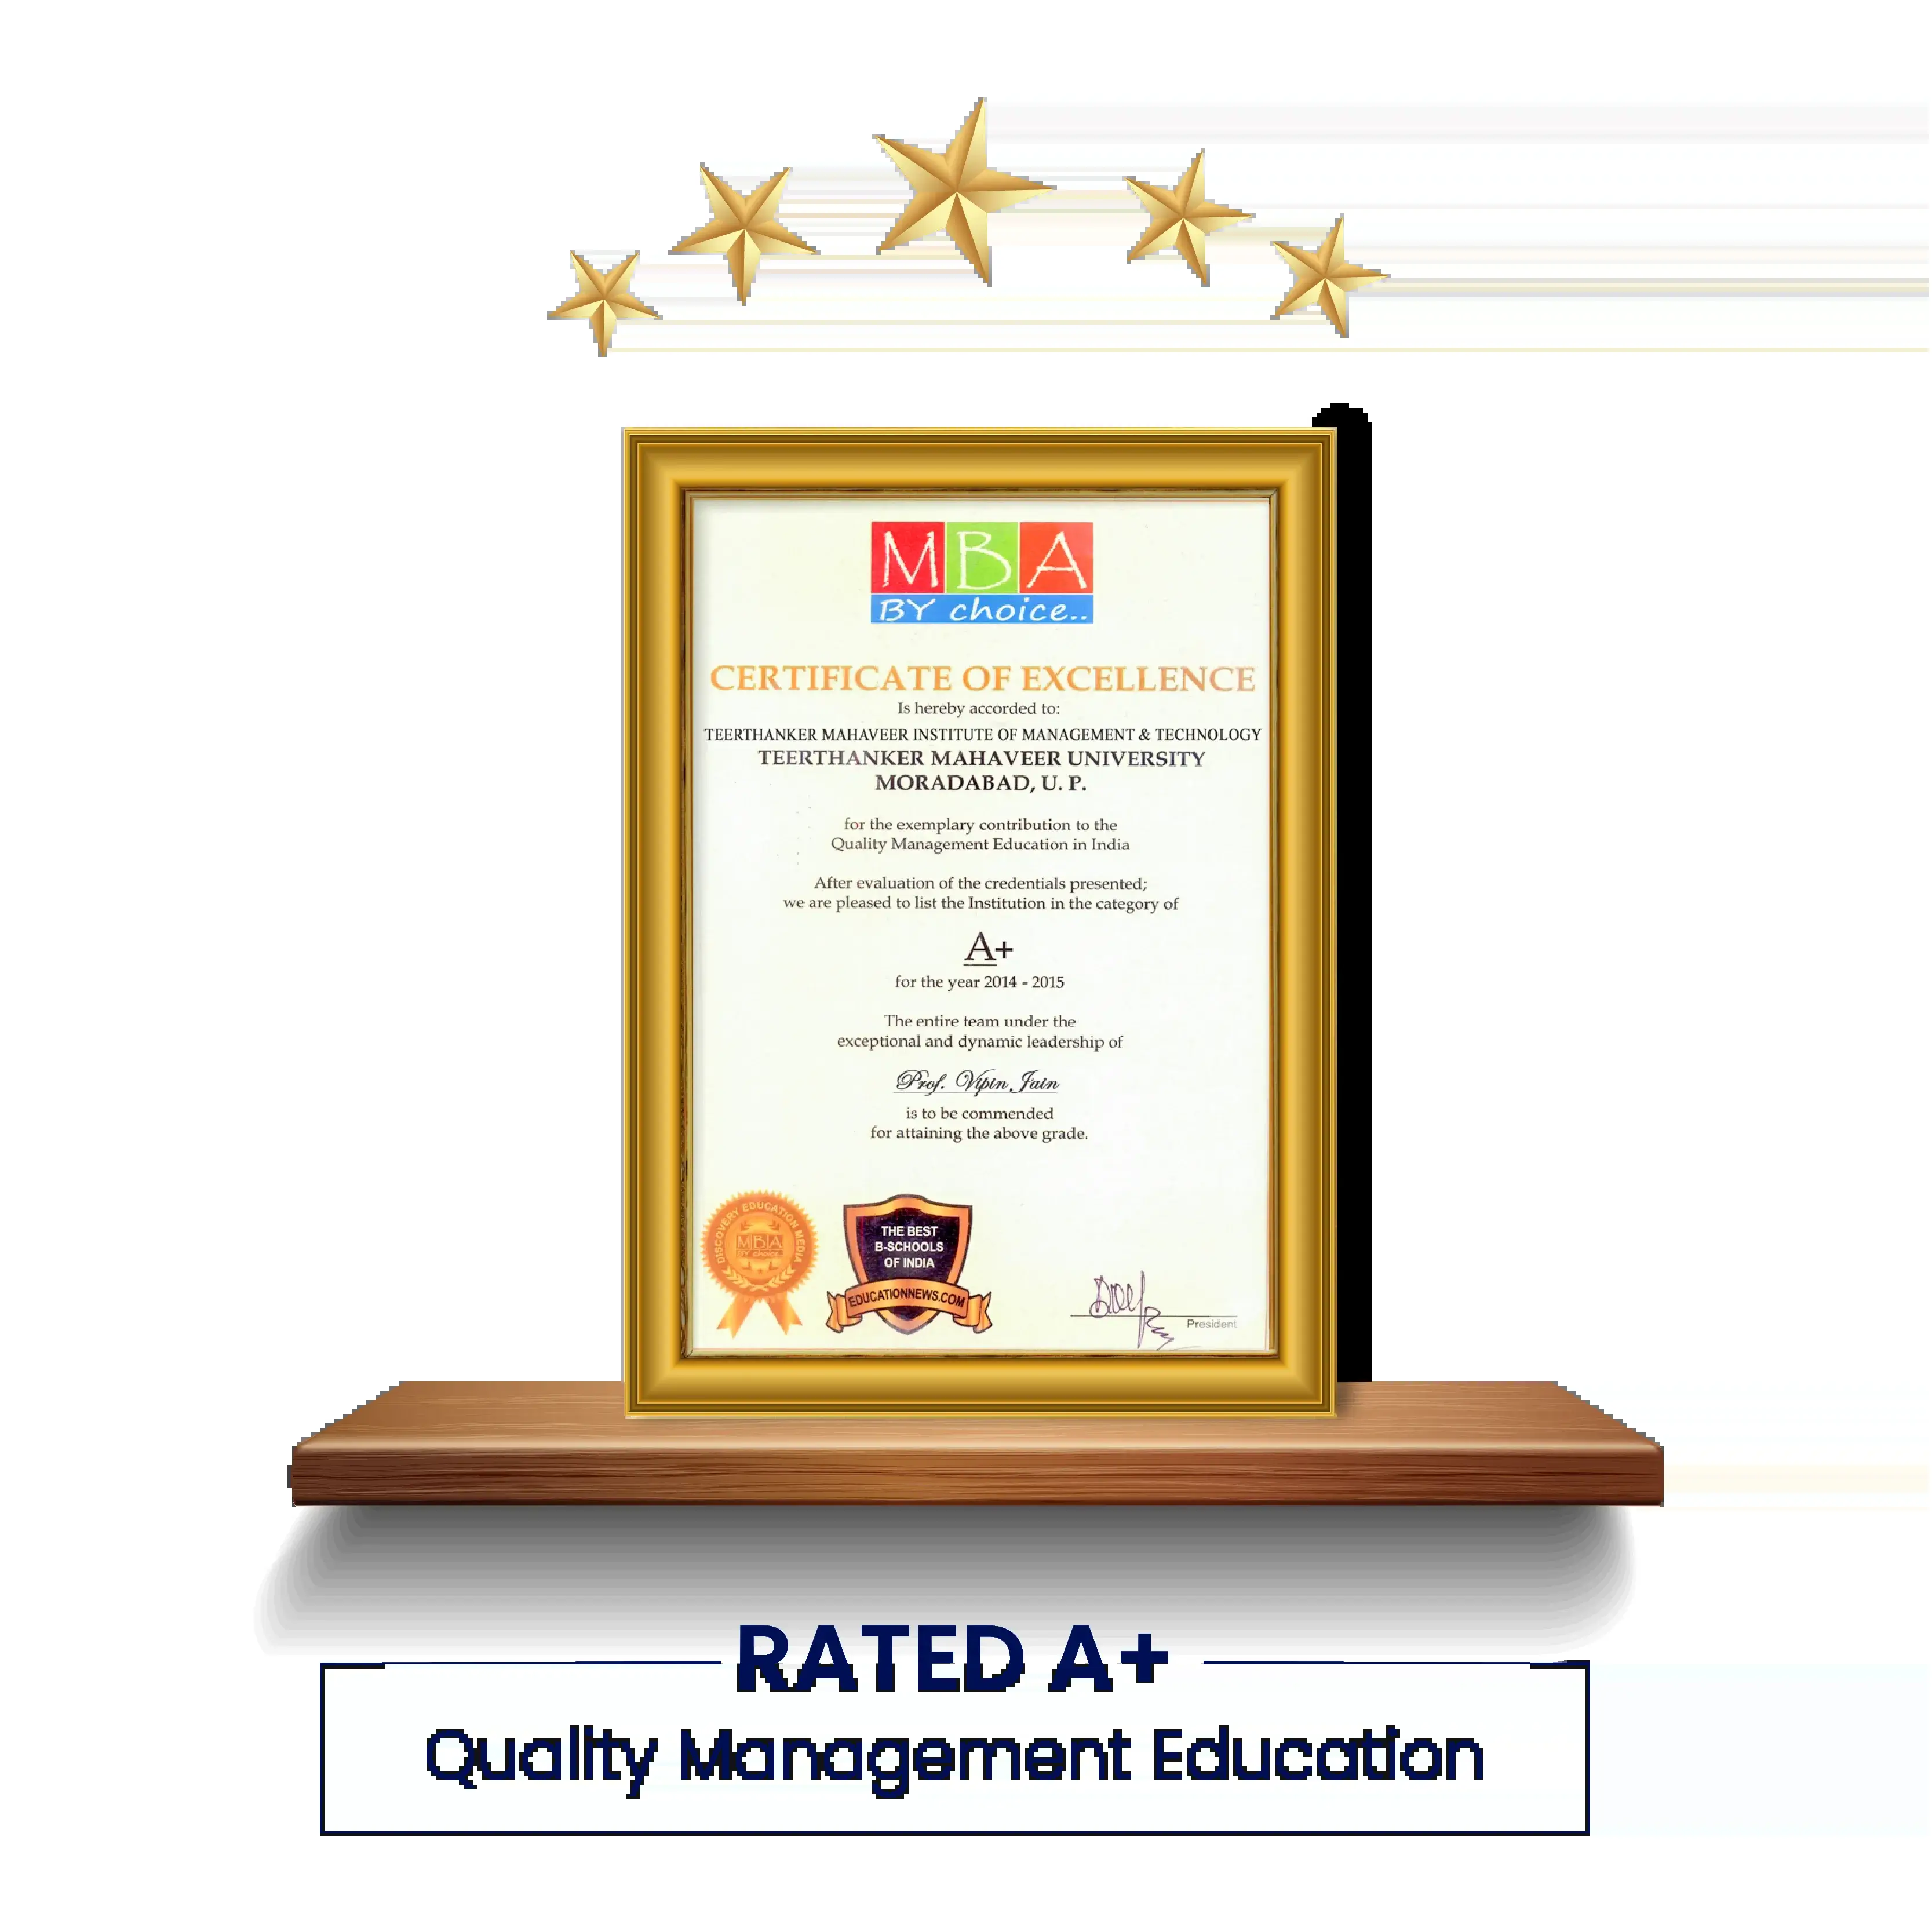 MBA
BY choice..
CERTIFICATE OF EXCELLENCE
Is hereby accorded to:
TEERTHANKER MAHAVEER INSTITUTE OF MANAGEMENT & TECHNOLOGY
TEERTHANKER MAHAVEER UNIVERSITY
MORADABAD, U. P.
for the exemplary contribution to the
Quality Management Education in India
After evaluation of the credentials presented;
we are pleased to list the Institution in the category of
A+
for the year 2014 - 2015
The entire team under the
exceptional and dynamic leadership of
Prof. Vipin Jain
is to be commended
for attaining the above grade.
DISCOVERY EDUCATION MEDIA
MBA
BY choice..
THE BEST
B-SCHOOLS
OF INDIA
EDUCATIONNEWS.COM
President
RATED A+
Quality Management Education